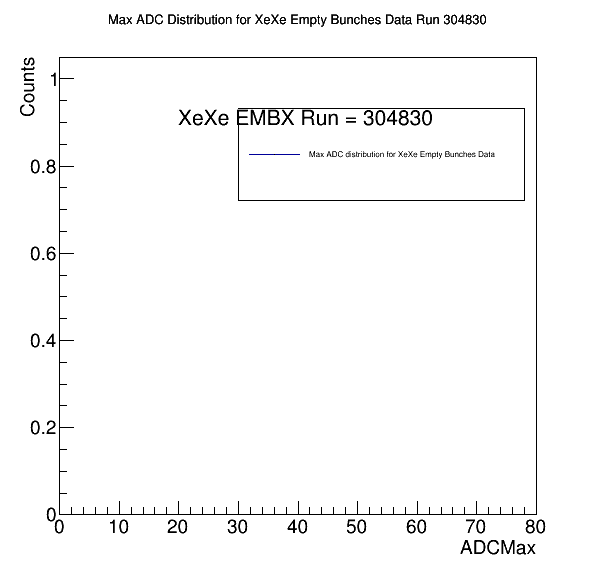 Max ADC Distribution for XeXe Empty Bunches Data Run 304830
Counts
1
0.8
0.6
0.4
0.2
0
XeXe EMBX Run = 304830
Max ADC distribution for XeXe Empty Bunches Data
0 10 20 30 40 50 60 70 80
ADCMax